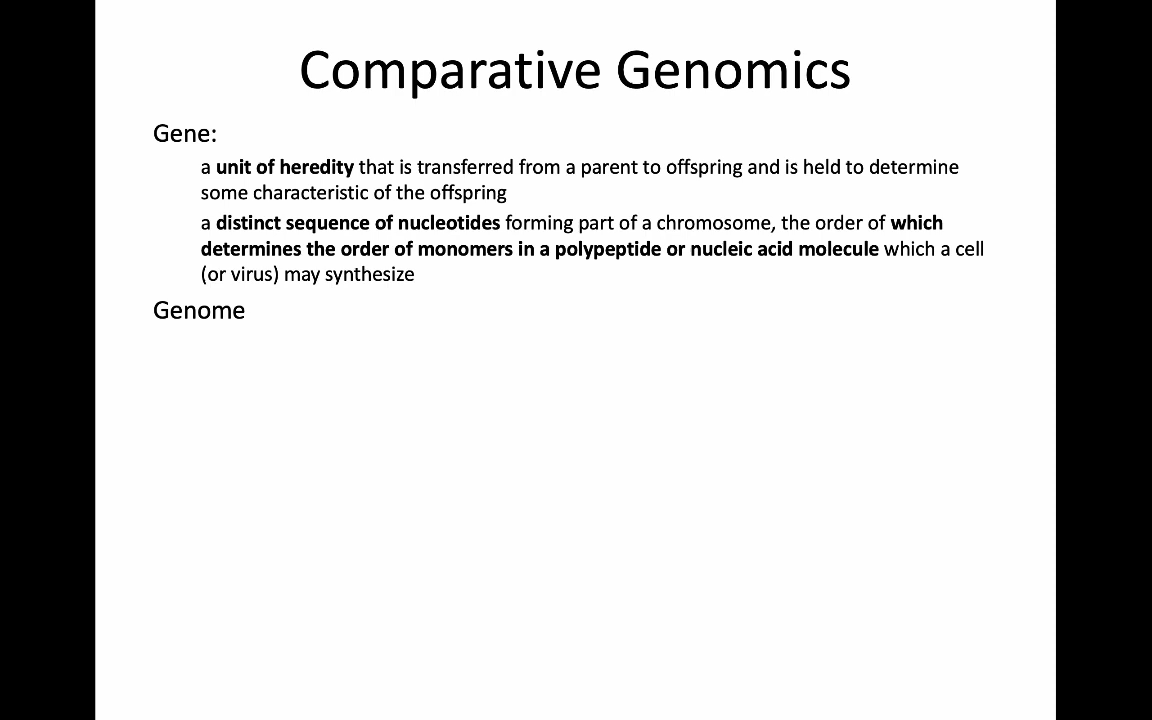 Comparative Genomics
Gene:
a unit of heredity that is transferred from a parent to offspring and is held to determine
some characteristic of the offspring
a distinct sequence of nucleotides forming part of a chromosome, the order of which
determines the order of monomers in a polypeptide or nucleic acid molecule which a cell
(or virus) may synthesize
Genome